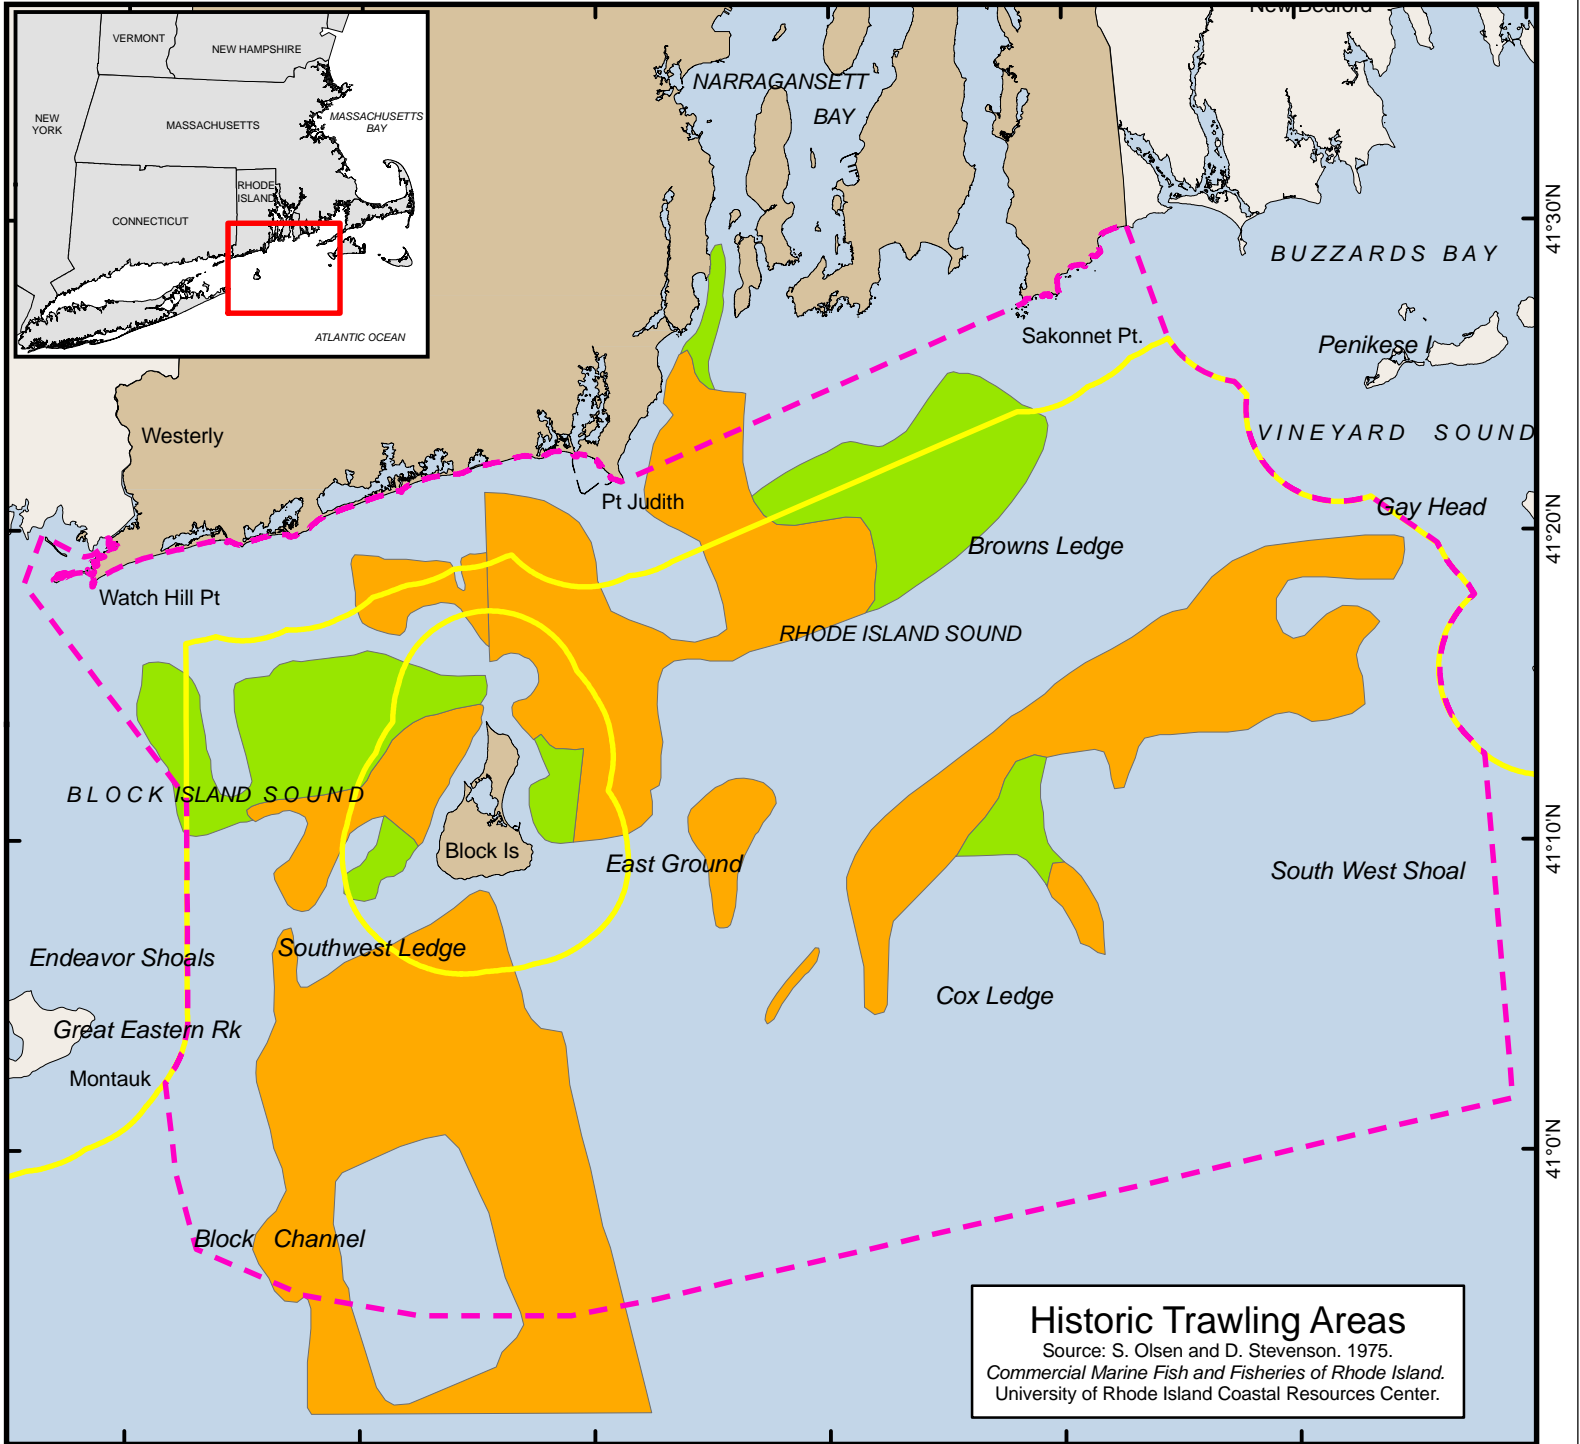 New Bedford
VERMONT
NEW HAMPSHIRE
NEW
YORK
MASSACHUSETTS
MASSACHUSETTS
BAY
RHODE
ISLAND
CONNECTICUT
ATLANTIC OCEAN
NARRAGANSETT
BAY
41°30'N
BUZZARDS BAY
Sakonnet Pt.
Penikese I
Westerly
VINEYARD SOUND
Pt Judith
Gay Head
41°20'N
Browns Ledge
Watch Hill Pt
RHODE ISLAND SOUND
BLOCK ISLAND SOUND
41°10'N
Block Is
East Ground
South West Shoal
Southwest Ledge
Endeavor Shoals
Cox Ledge
Great Eastern Rk
Montauk
41°0'N
Block Channel
Historic Trawling Areas
Source: S. Olsen and D. Stevenson. 1975.
Commercial Marine Fish and Fisheries of Rhode Island.
University of Rhode Island Coastal Resources Center.